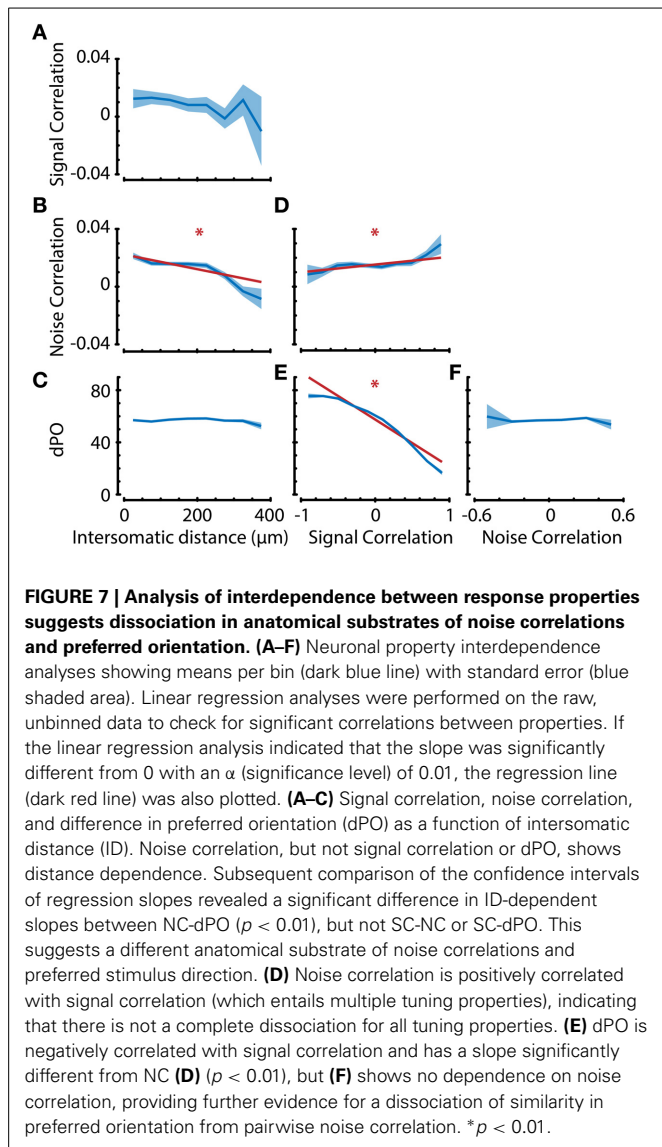 A
0.04
Signal Correlation
0
-0.04
B
D
0.04
*
*
Noise Correlation
0
-0.04
C
E
F
80
*
dPO
40
0
0 200 400
-1 0 1
-0.6 0 0.6
Intersomatic distance (µm)
Signal Correlation
Noise Correlation
FIGURE 7 | Analysis of interdependence between response properties
suggests dissociation in anatomical substrates of noise correlations
and preferred orientation. (A–F) Neuronal property interdependence
analyses showing means per bin (dark blue line) with standard error (blue
shaded area). Linear regression analyses were performed on the raw,
unbinned data to check for significant correlations between properties. If
the linear regression analysis indicated that the slope was significantly
different from 0 with an α (significance level) of 0.01, the regression line
(dark red line) was also plotted. (A–C) Signal correlation, noise correlation,
and difference in preferred orientation (dPO) as a function of intersomatic
distance (ID). Noise correlation, but not signal correlation or dPO, shows
distance dependence. Subsequent comparison of the confidence intervals
of regression slopes revealed a significant difference in ID-dependent
slopes between NC-dPO (p < 0.01), but not SC-NC or SC-dPO. This
suggests a different anatomical substrate of noise correlations and
preferred stimulus direction. (D) Noise correlation is positively correlated
with signal correlation (which entails multiple tuning properties), indicating
that there is not a complete dissociation for all tuning properties. (E) dPO is
negatively correlated with signal correlation and has a slope significantly
different from NC (D) (p < 0.01), but (F) shows no dependence on noise
correlation, providing further evidence for a dissociation of similarity in
preferred orientation from pairwise noise correlation. *p < 0.01.